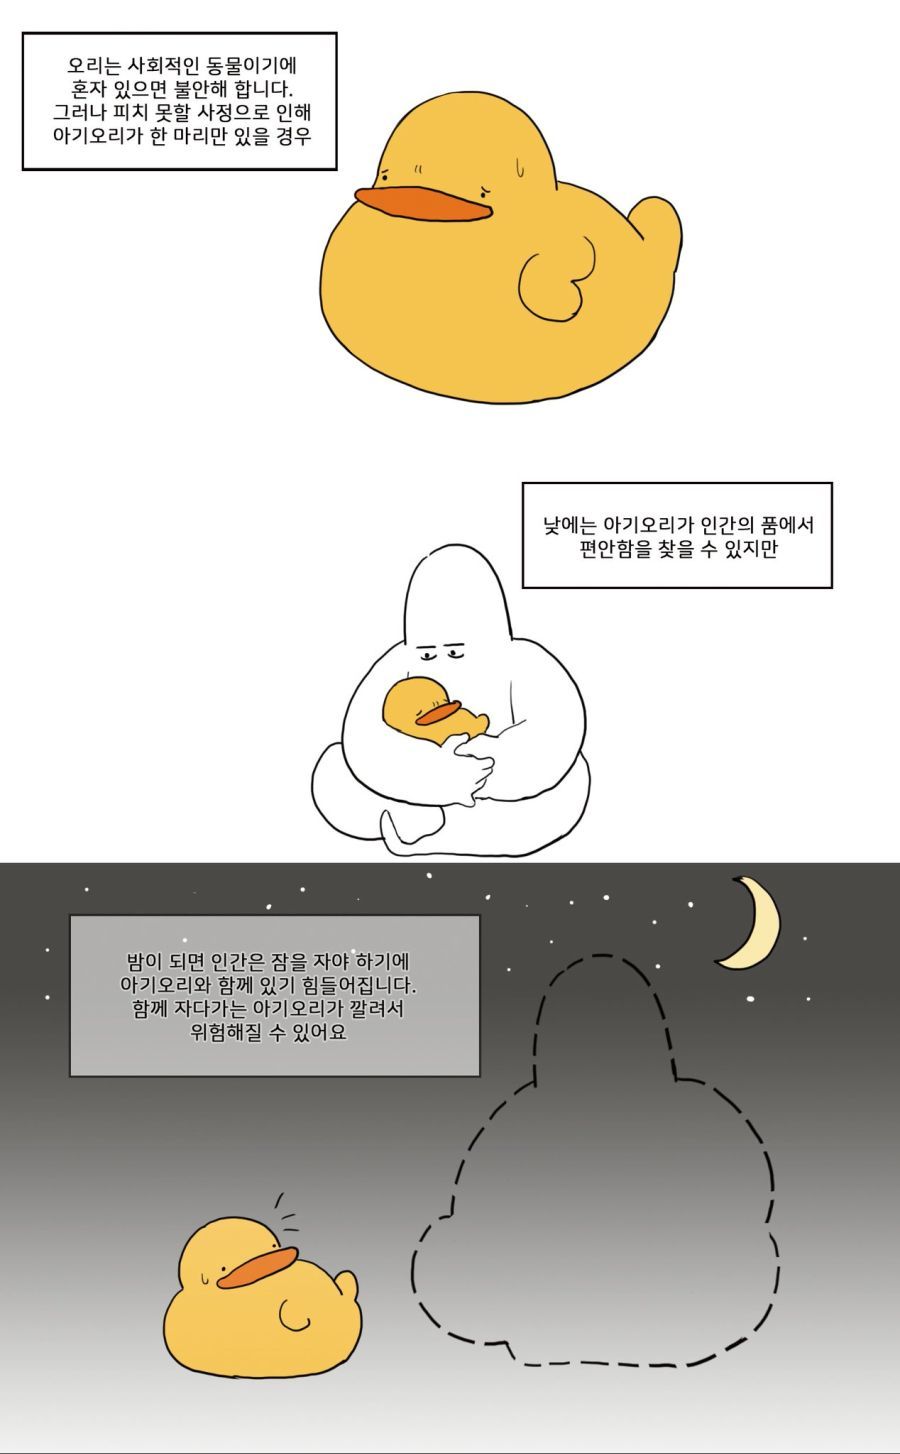 오리는 사회적인 동물이기에
혼자 있으면 불안해 합니다.
그러나 피치 못할 사정으로 인해
아기오리가 한 마리만 있을 경우
낮에는 아기오리가 인간의 품에서
편안함을 찾을 수 있지만
밤이 되면 인간은 잠을 자야 하기에
아기오리와 함께 있기 힘들어집니다.
함께 자다가는 아기오리가 깔려서
위험해질 수 있어요